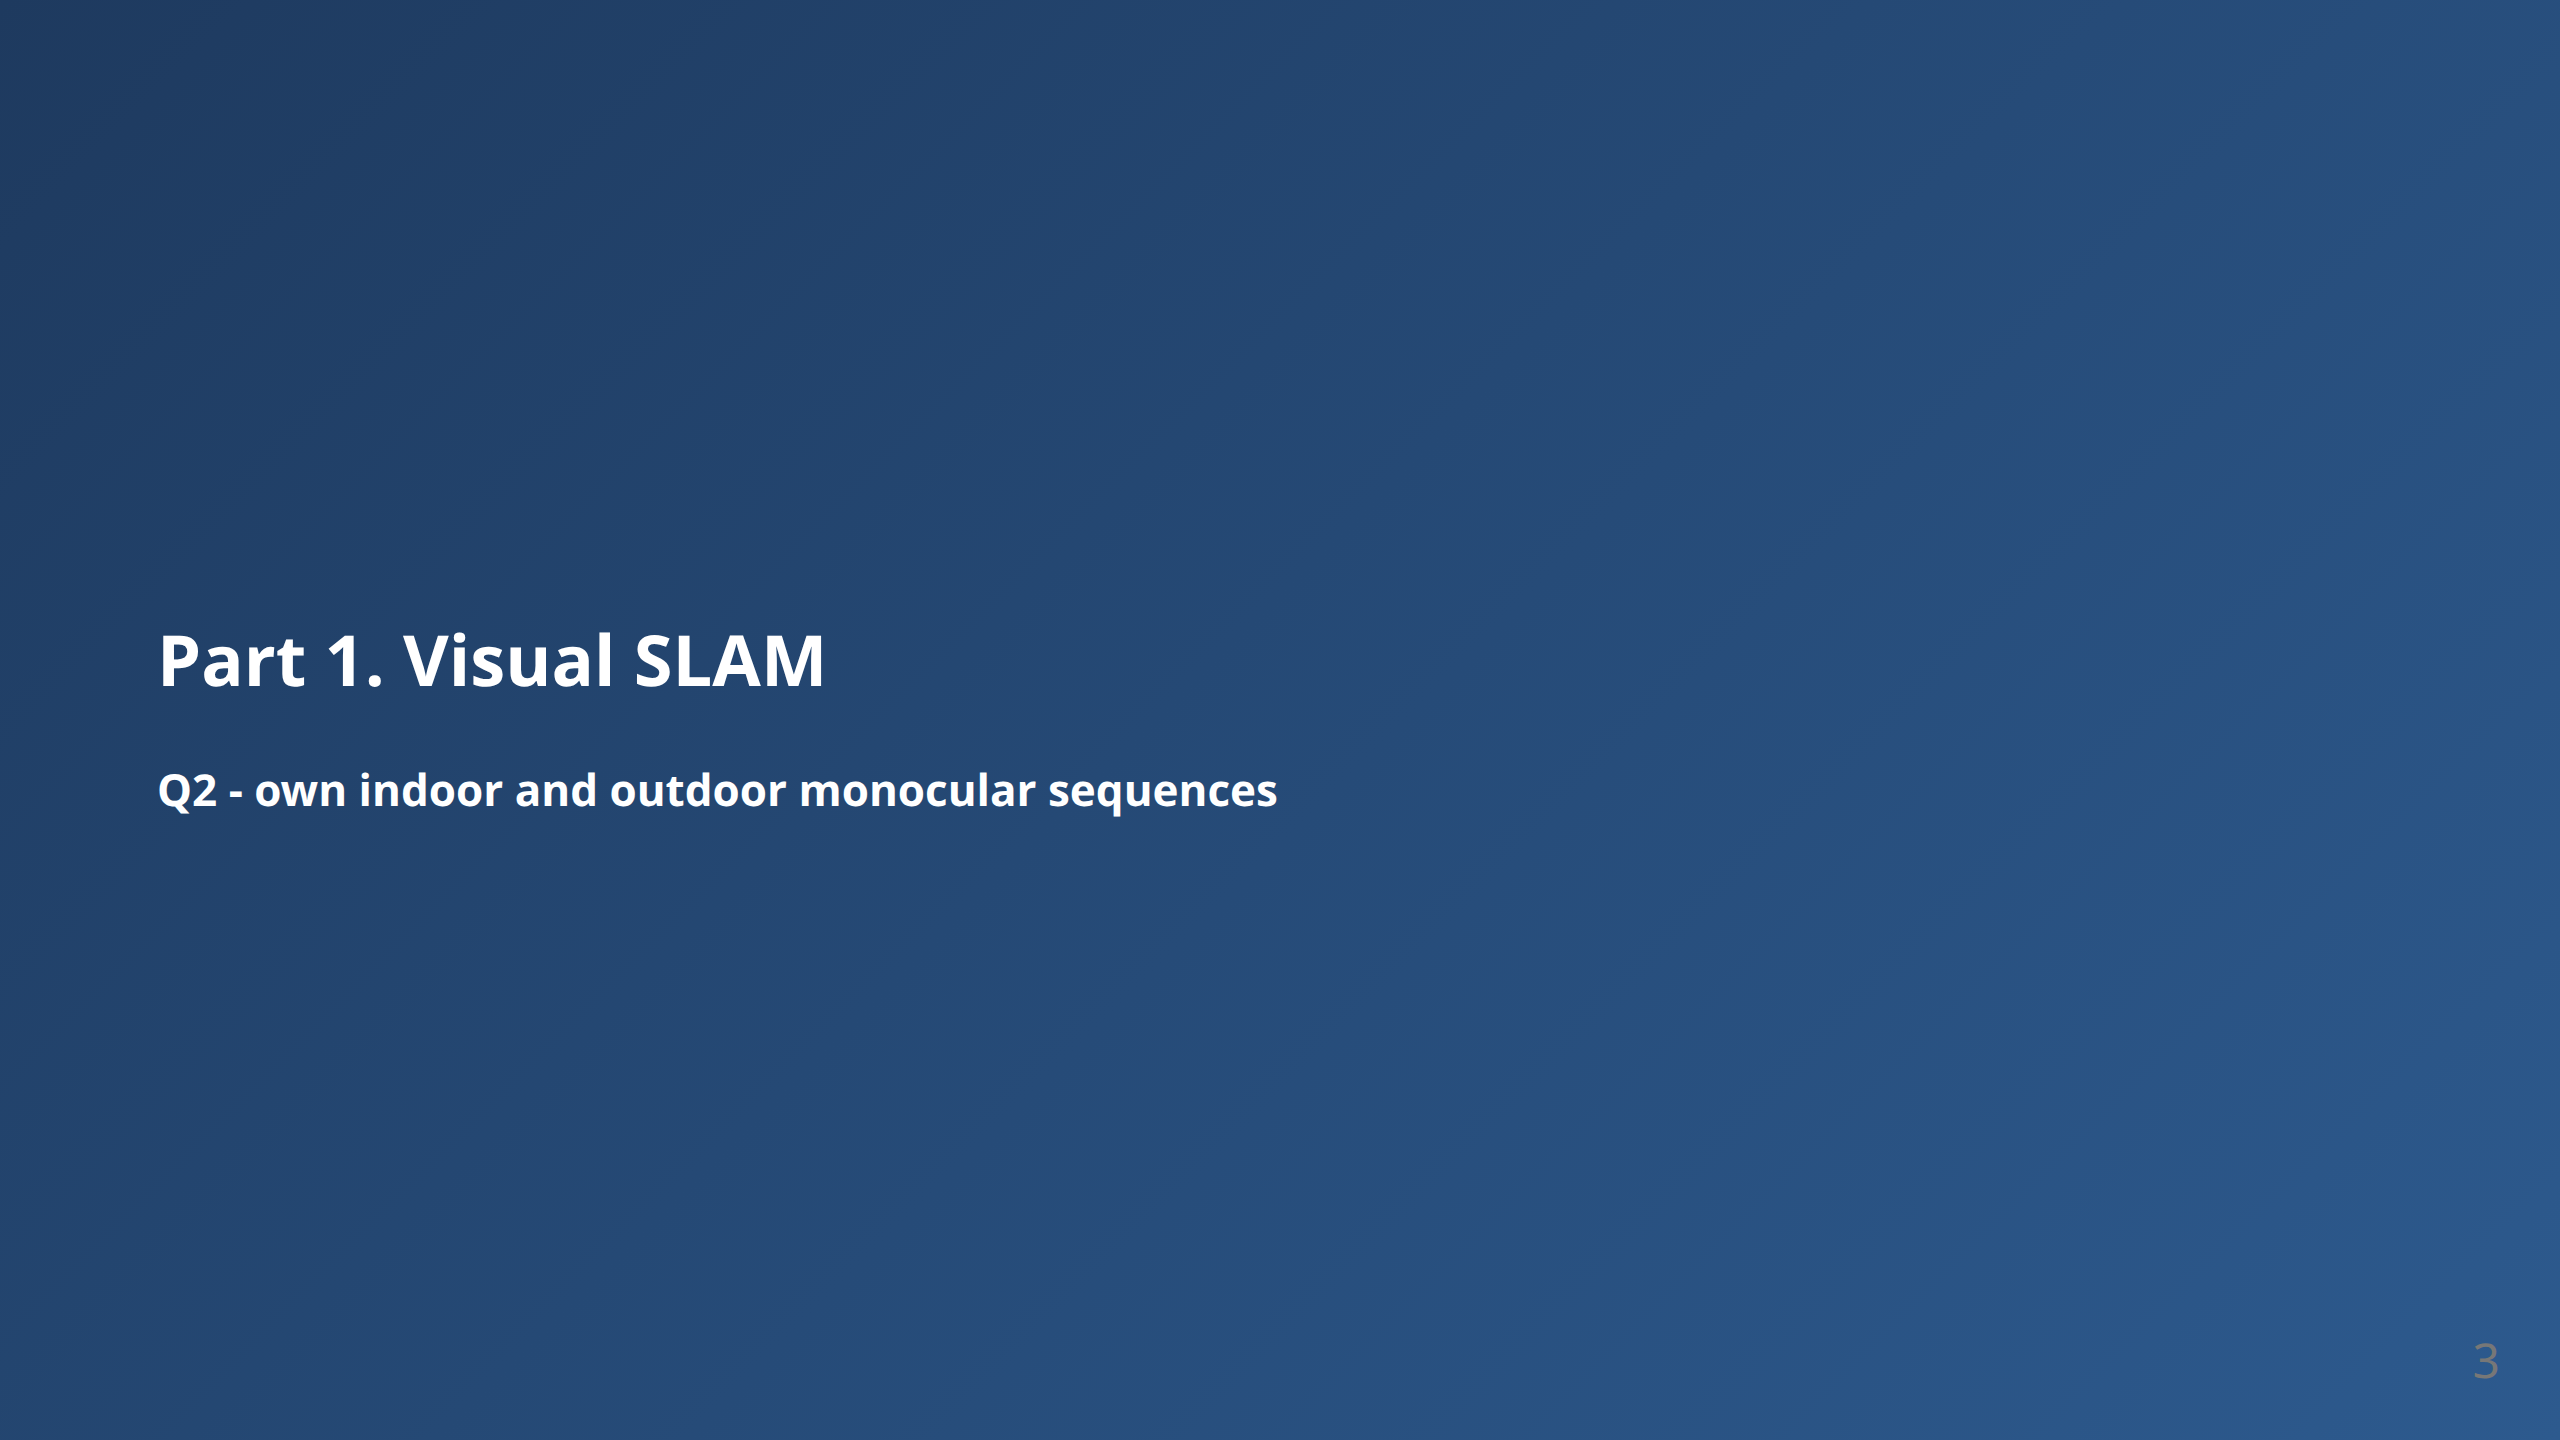 Part 1. Visual SLAM
Q2 - own indoor and outdoor monocular sequences
3